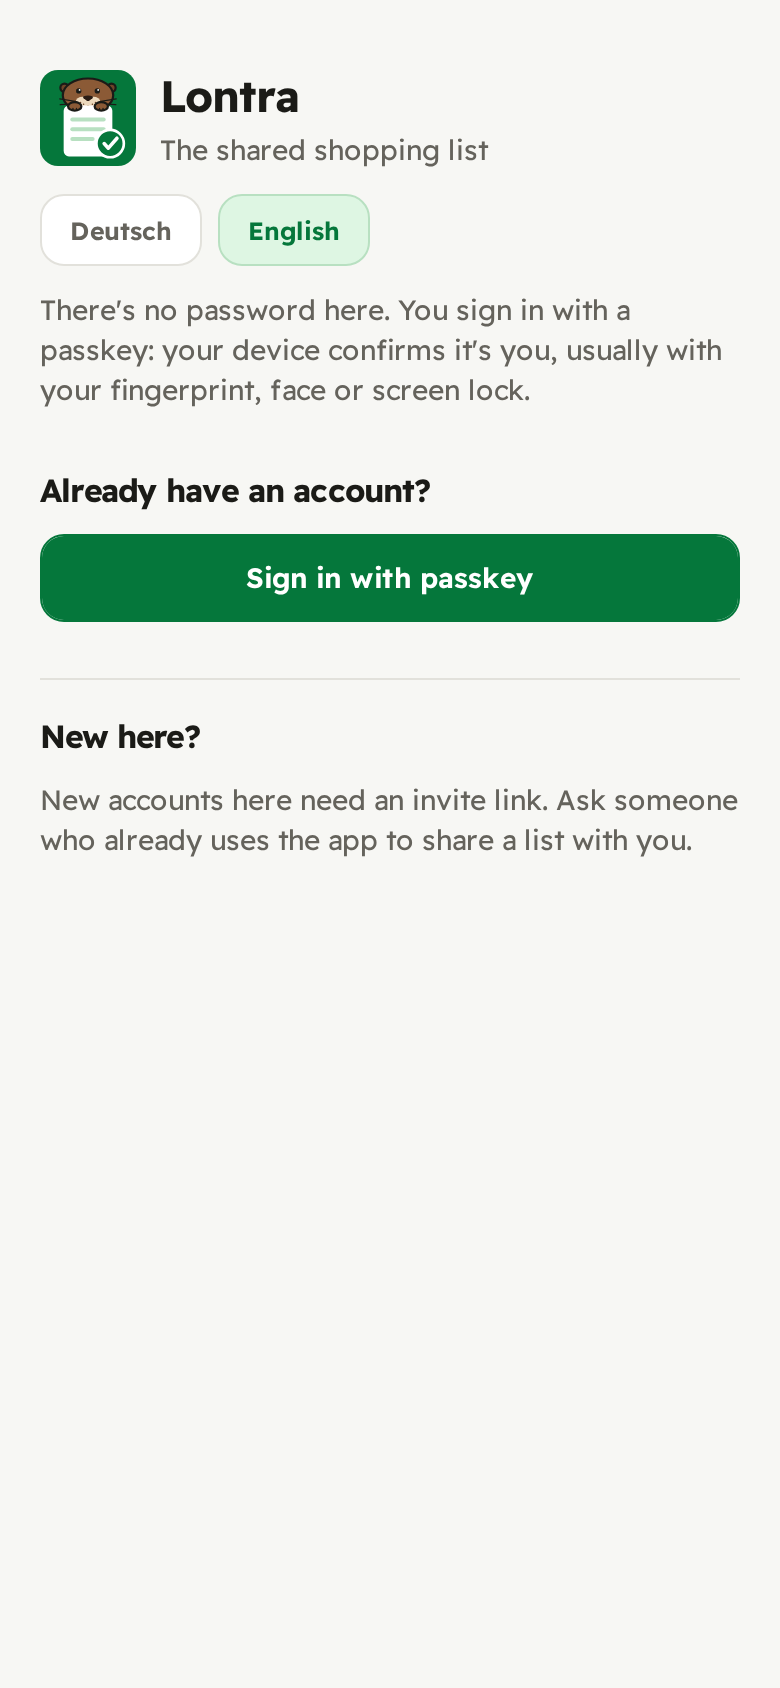 Lontra
The shared shopping list
Deutsch
English
There's no password here. You sign in with a
passkey: your device confirms it's you, usually with
your fingerprint, face or screen lock.
Already have an account?
Sign in with passkey
New here?
New accounts here need an invite link. Ask someone
who already uses the app to share a list with you.